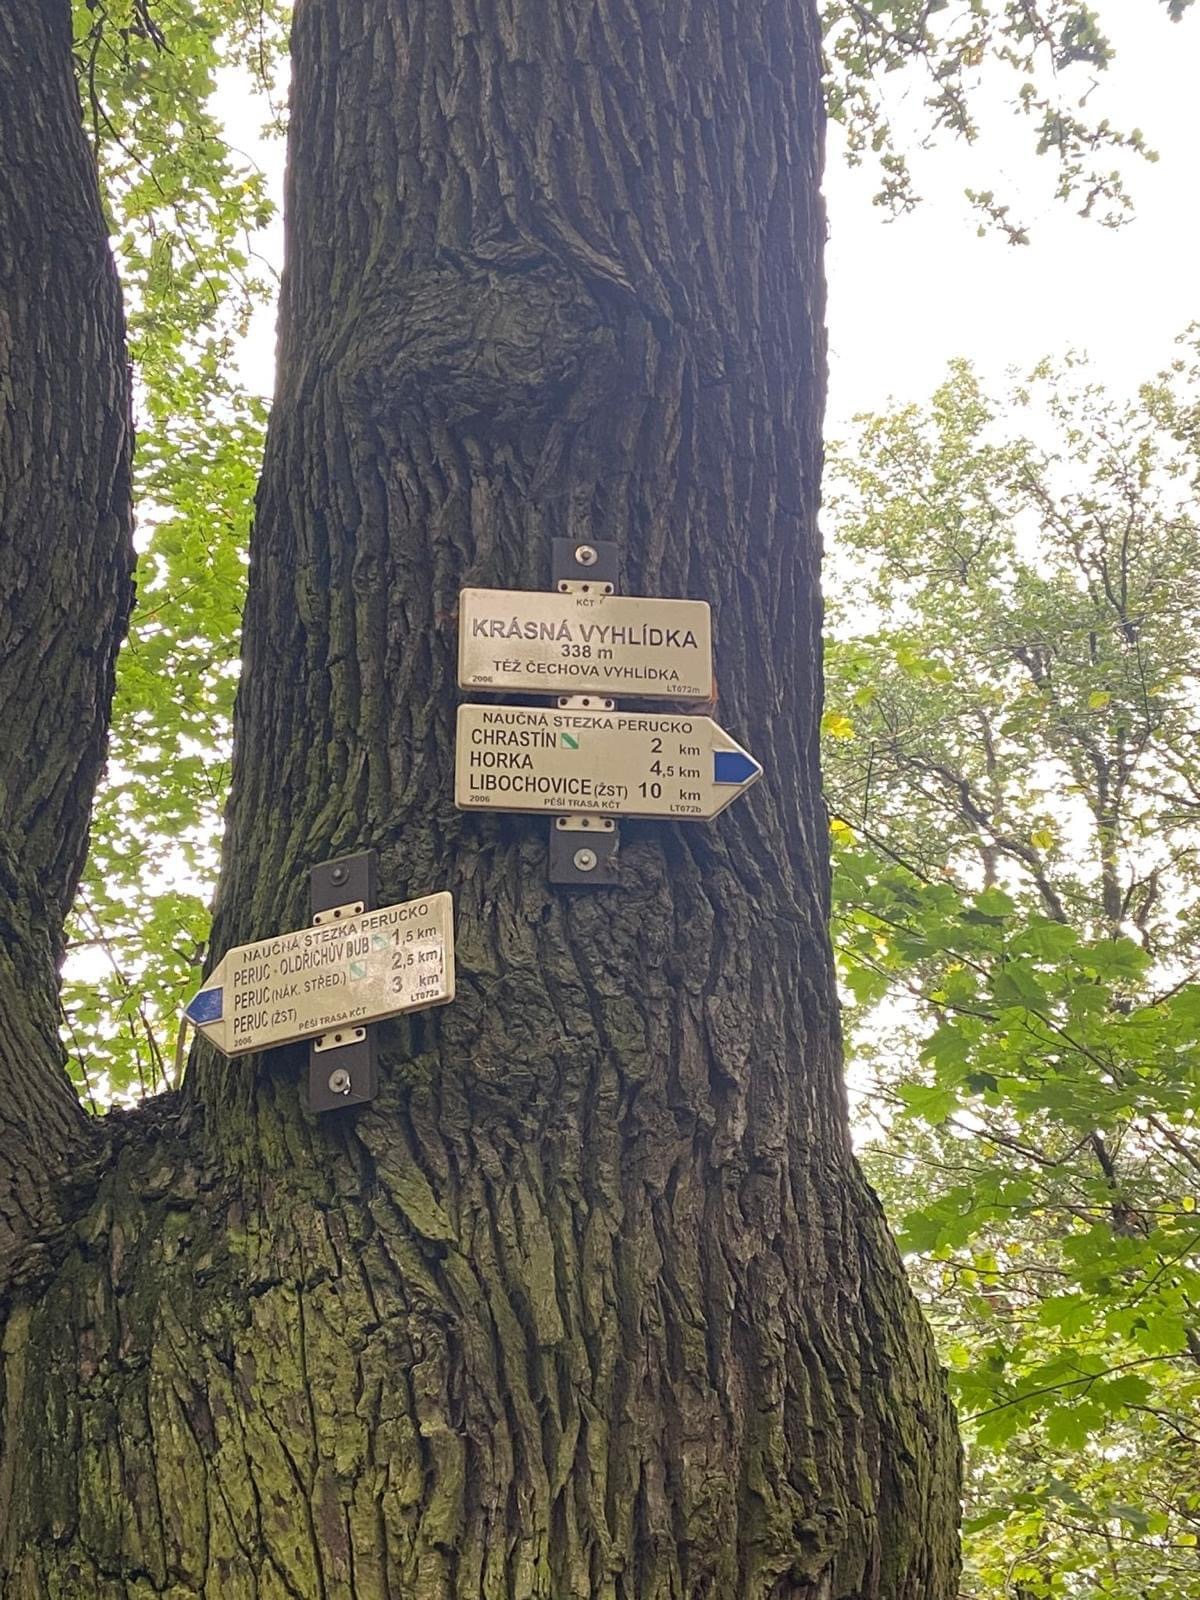 KČT
KRÁSNÁ VYHLÍDKA
338 m
TÉŽ ČECHOVA VYHLÍDKA
2006 LT072m
NAUČNÁ STEZKA PERUCKO
CHRASTÍN 2 km
HORKA 4,5 km
LIBOCHOVICE (ŽST) 10 km
2006 PĚŠÍ TRASA KČT LT072b
NAUČNÁ STEZKA PERUCKO
PERUC - OLDŘICHŮV DUB 1,5 km
PERUC (NÁK. STŘED.) 2,5 km
PERUC (ŽST) 3 km
2006 PĚŠÍ TRASA KČT LT072a